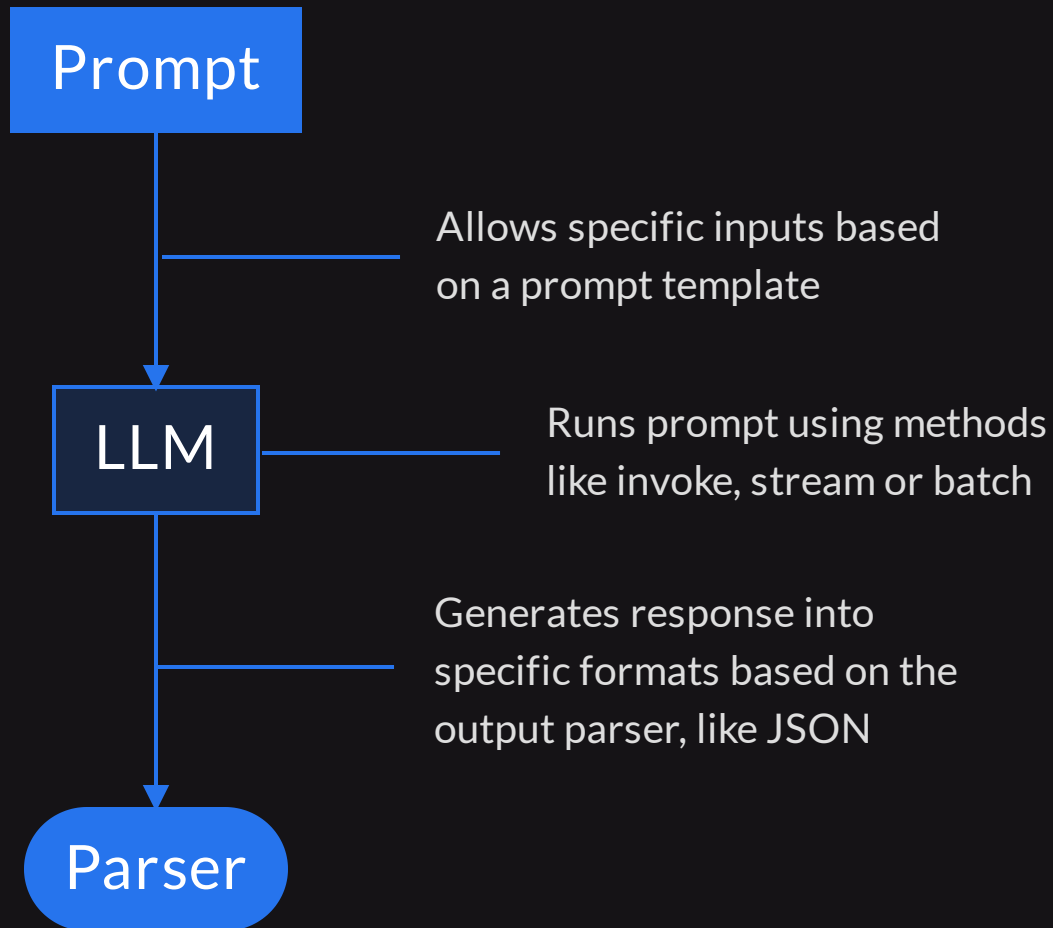 Prompt
Allows specific inputs based
on a prompt template
LLM
Runs prompt using methods
like invoke, stream or batch
Generates response into
specific formats based on the
output parser, like JSON
Parser